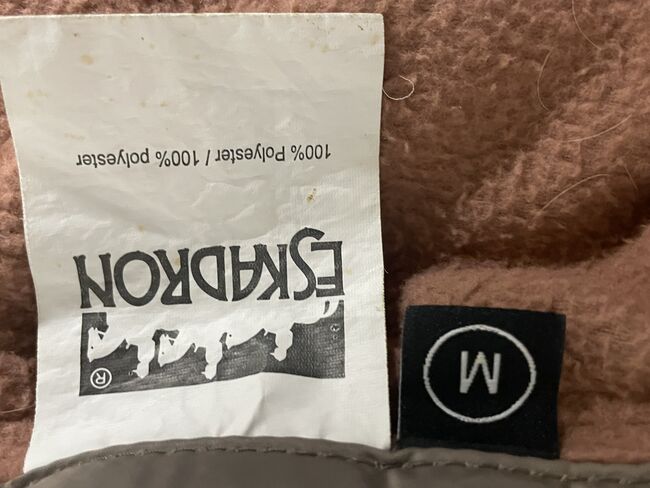 ESKADRON
®
100% Polyester / 100% polyester
M